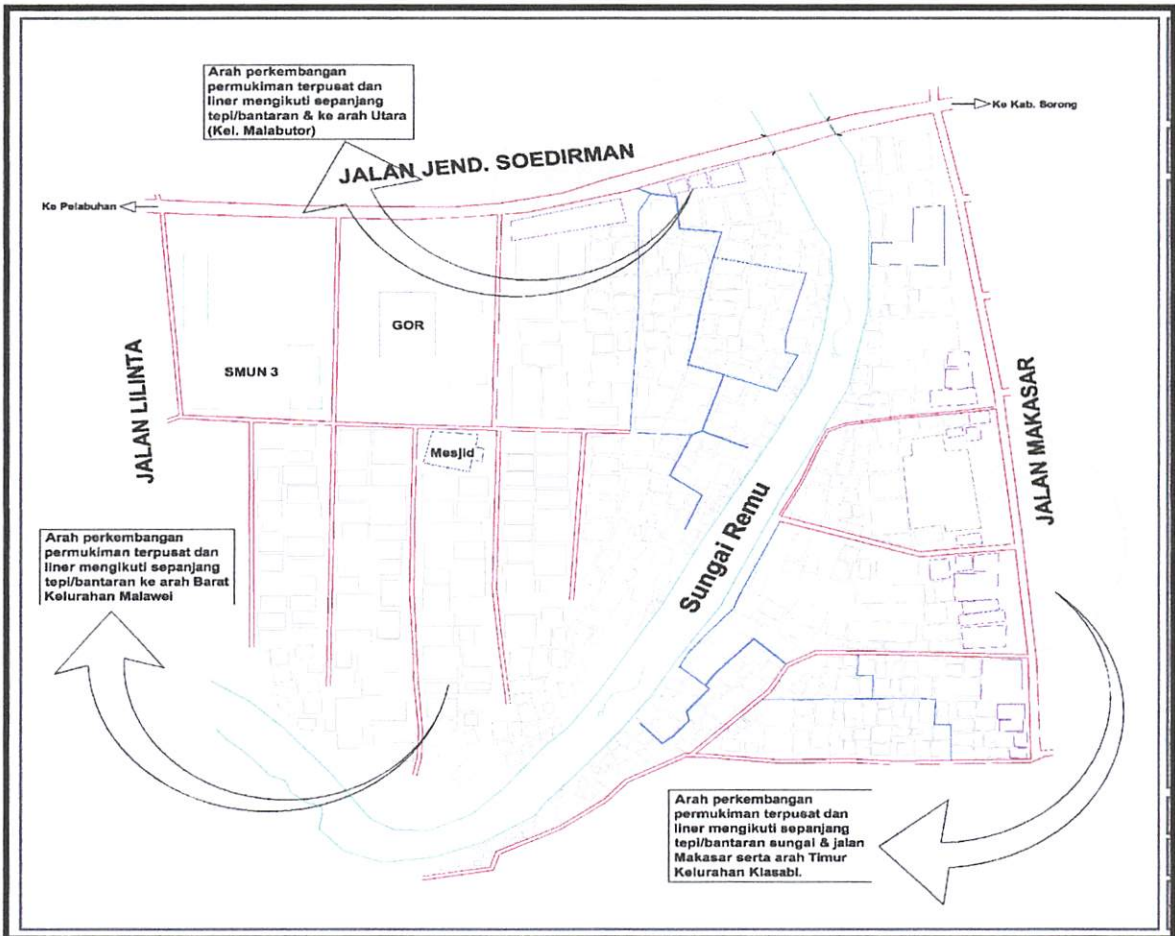 Arah perkembangan
permukiman terpusat dan
liner mengikuti sepanjang
tepi/bantaran & ke arah Utara
(Kel. Malabutor)
Ke Kab. Sorong
JALAN JEND. SOEDIRMAN
Ke Pelabuhan
GOR
SMUN 3
JALAN LILINTA
Mesjid
JALAN MAKASAR
Sungai Remu
Arah perkembangan
permukiman terpusat dan
liner mengikuti sepanjang
tepi/bantaran ke arah Barat
Kelurahan Malawei
Arah perkembangan
permukiman terpusat dan
liner mengikuti sepanjang
tepi/bantaran sungai & jalan
Makasar serta arah Timur
Kelurahan Klasabi.